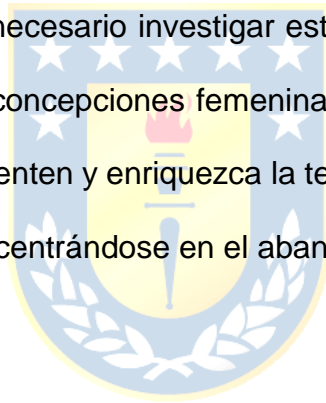 necesario investigar est
concepciones femenina
enten y enriquezca la te
centrándose en el aban